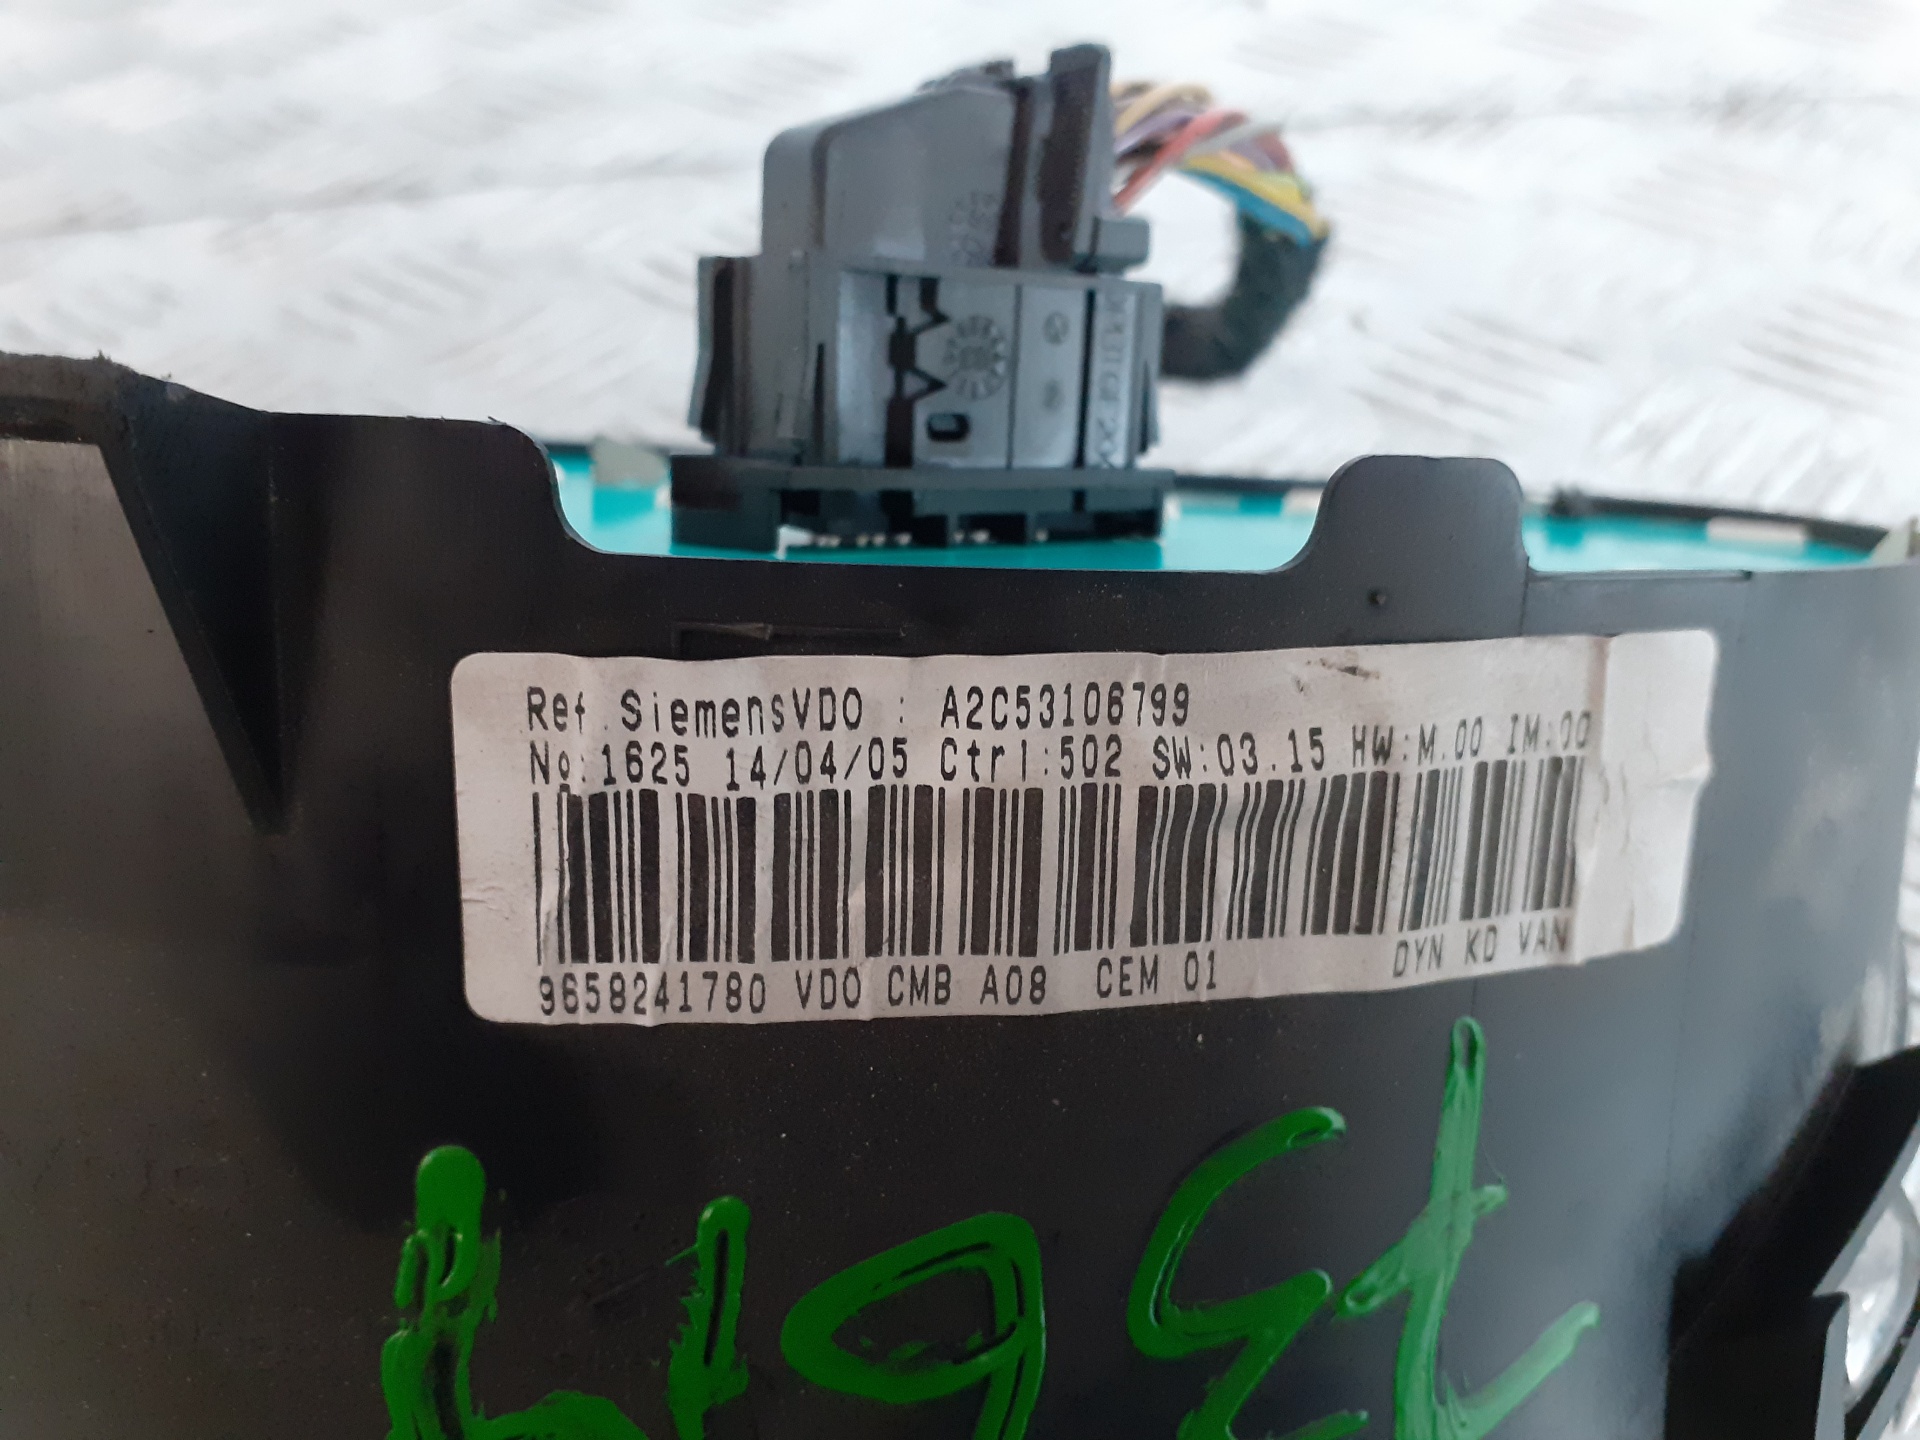 Ref SiemensVDO : A2C53106799
No:1625 14/04/05 Ctrl:502 SW:03.15 HW:M.00 IM:00
9658241780 VDO CMB A08 CEM 01 DYN KD VAN